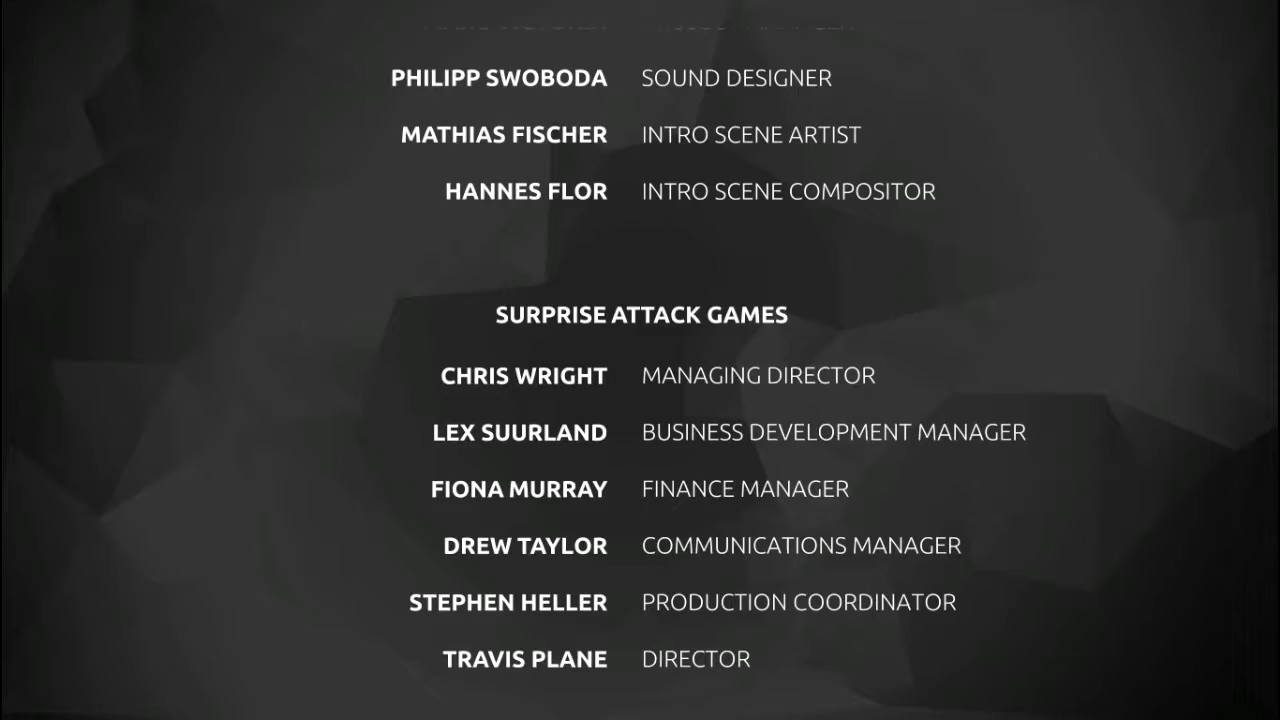 PHILIPP SWOBODA SOUND DESIGNER
MATHIAS FISCHER INTRO SCENE ARTIST
HANNES FLOR INTRO SCENE COMPOSITOR
SURPRISE ATTACK GAMES
CHRIS WRIGHT MANAGING DIRECTOR
LEX SUURLAND BUSINESS DEVELOPMENT MANAGER
FIONA MURRAY FINANCE MANAGER
DREW TAYLOR COMMUNICATIONS MANAGER
STEPHEN HELLER PRODUCTION COORDINATOR
TRAVIS PLANE DIRECTOR